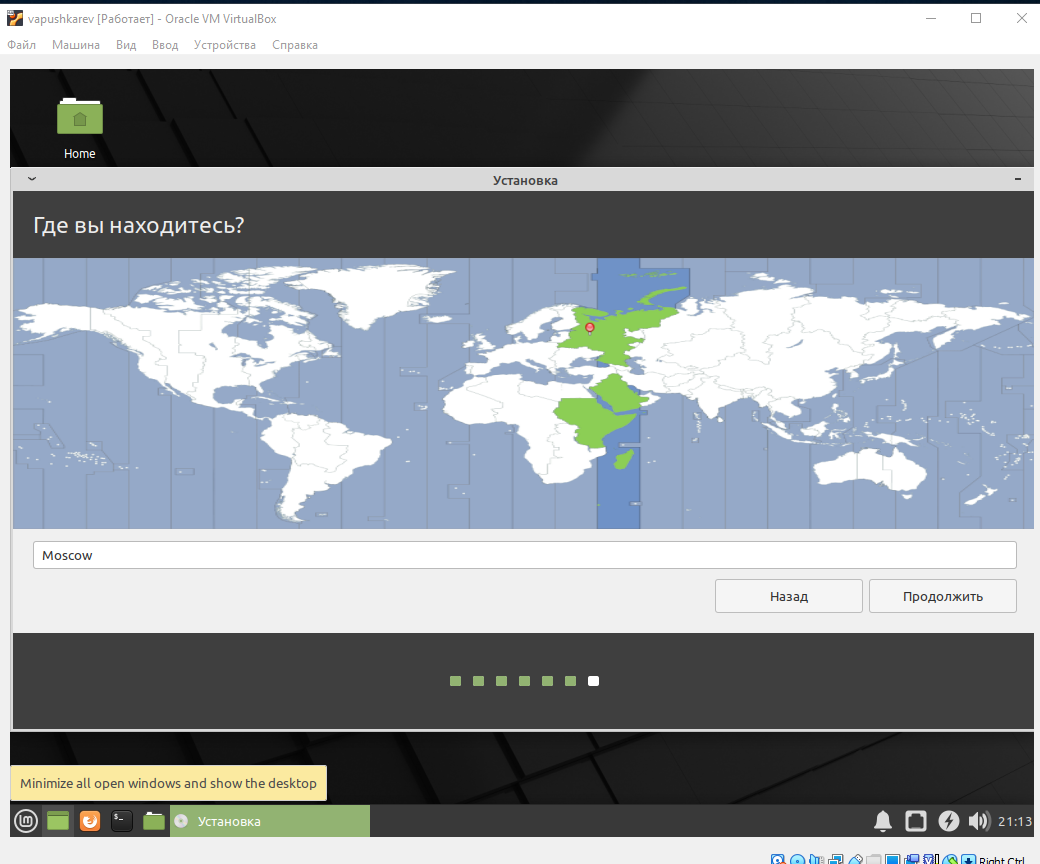 vapushkarev [Работает] - Oracle VM VirtualBox
Файл Машина Вид Ввод Устройства Справка
Home
Установка
Где вы находитесь?
Moscow
Назад Продолжить
Minimize all open windows and show the desktop
Установка 21:13
Right Ctrl